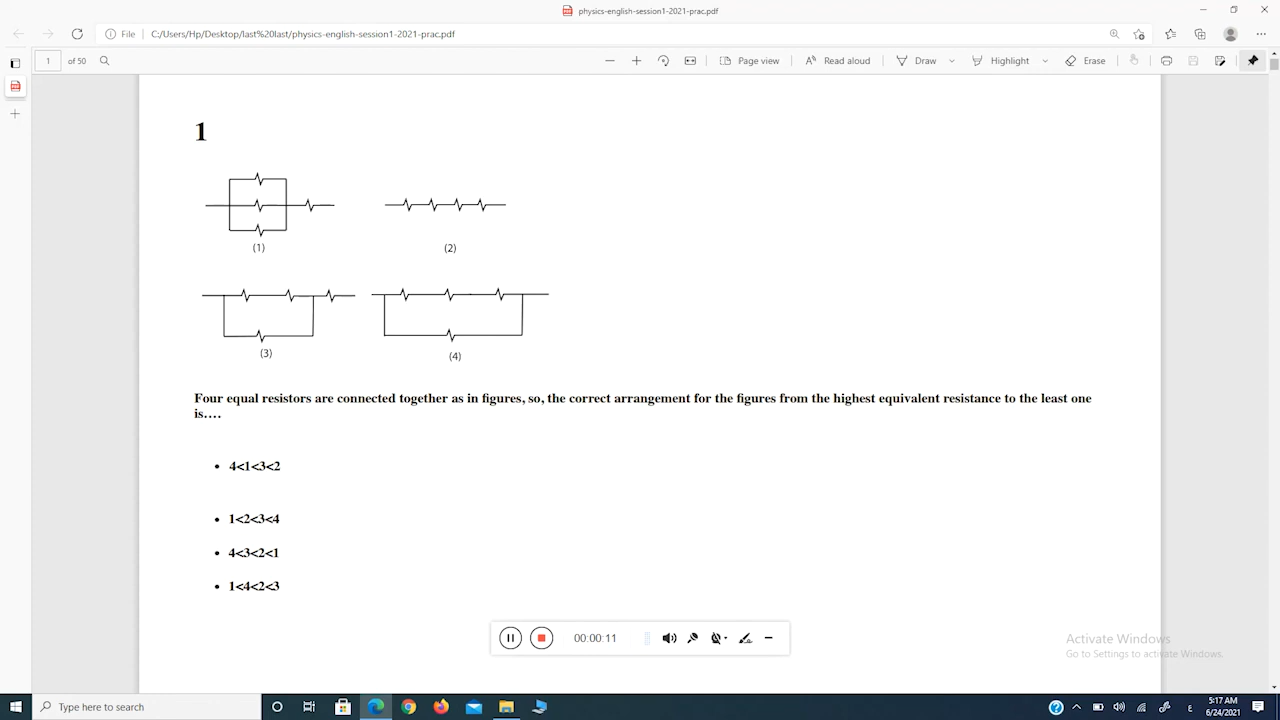 physics-english-session1-2021-prac.pdf
File C:/Users/Hp/Desktop/last%20last/physics-english-session1-2021-prac.pdf
1 of 50 Page view Read aloud Draw Highlight Erase
1
(1) (2)
(3) (4)
Four equal resistors are connected together as in figures, so, the correct arrangement for the figures from the highest equivalent resistance to the least one
is....
• 4<1<3<2
• 1<2<3<4
• 4<3<2<1
• 1<4<2<3
00:00:11
Activate Windows
Go to Settings to activate Windows.
Type here to search
5:17 AM
6/24/2021